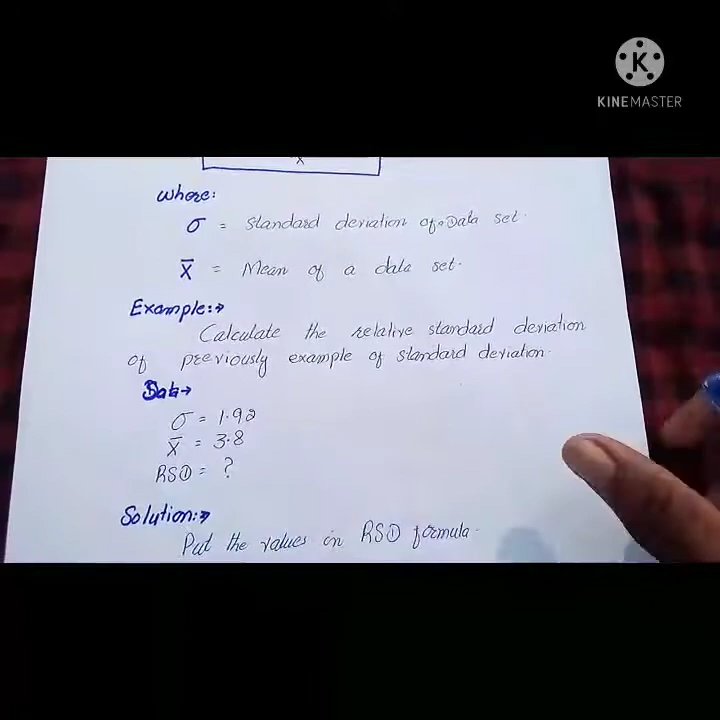 KINEMASTER
x
Where:
σ = Standard deviation of a Data set.
x̄ = Mean of a data set.
Example:→
Calculate the relative standard deviation
of previously example of standard deviation.
Data→
σ = 1.92
x̄ = 3.8
RSD = ?
Solution:→
Put the values in RSD formula.